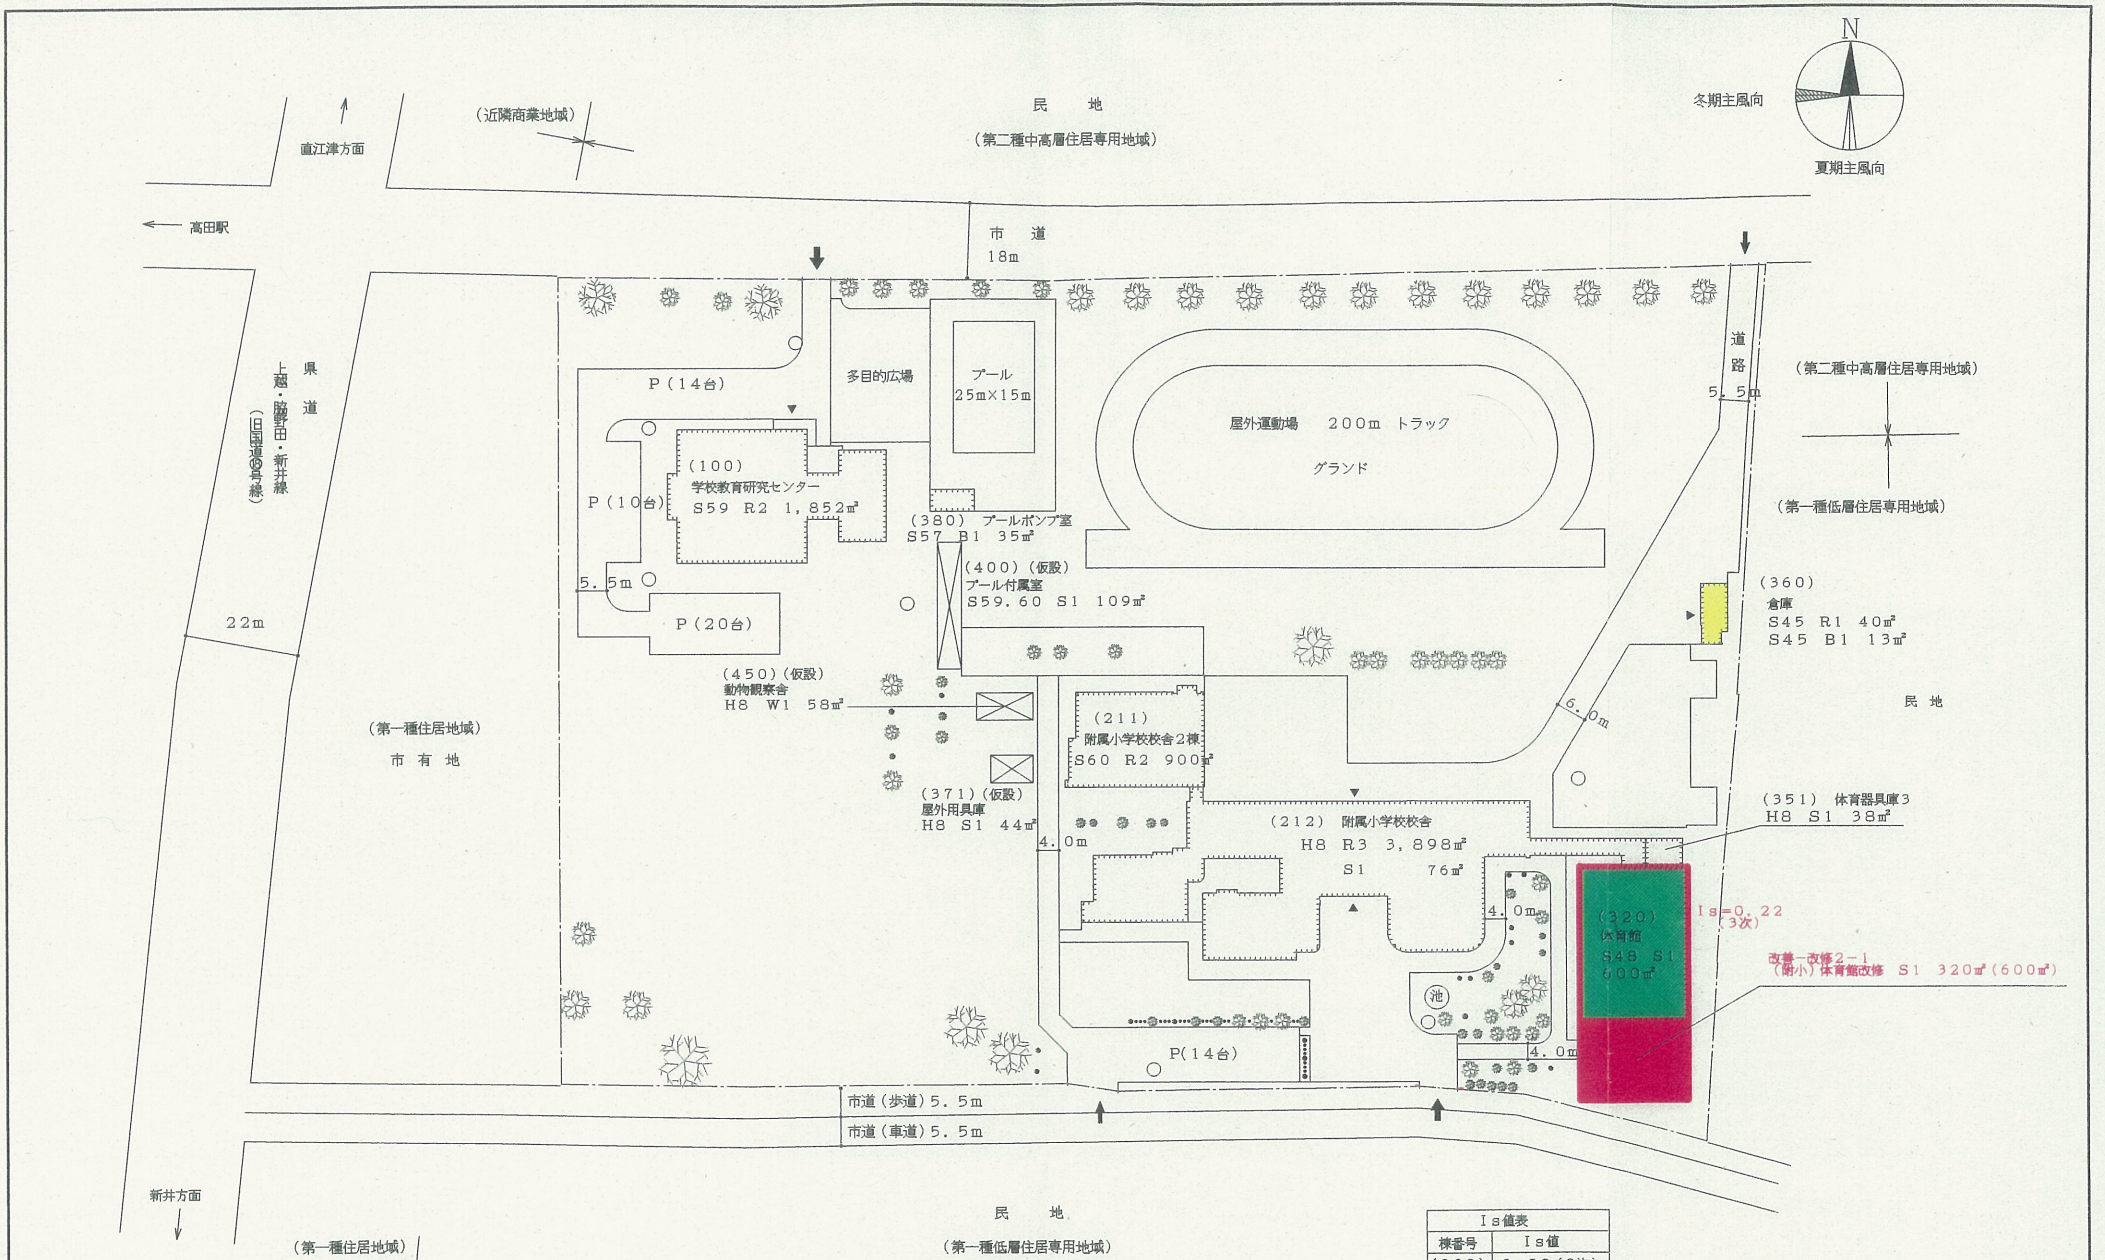 N
冬期主風向
夏期主風向
民 地
(第二種中高層住居専用地域)
(近隣商業地域)
直江津方面
高田駅
市 道
18m
県 道
上越・脇野田・新井線
(旧国道⑱号線)
22m
(第一種住居地域)
市 有 地
P(14台)
多目的広場
プール
25m×15m
屋外運動場 200m トラック
グランド
道路
5.5m
(第二種中高層住居専用地域)
(第一種低層住居専用地域)
(100)
学校教育研究センター
S59 R2 1,852㎡
P(10台)
5.5m
P(20台)
(380) プールポンプ室
S57 B1 35㎡
(400)(仮設)
プール付属室
S59.60 S1 109㎡
(360)
倉庫
S45 R1 40㎡
S45 B1 13㎡
(450)(仮設)
動物観察舎
H8 W1 58㎡
(211)
附属小学校校舎2棟
S60 R2 900㎡
6.0m
民 地
(371)(仮設)
屋外用具庫
H8 S1 44㎡
4.0m
(212) 附属小学校校舎
H8 R3 3,898㎡
S1 76㎡
(351) 体育器具庫3
H8 S1 38㎡
4.0m
(320)
体育館
S48 S1
600㎡
Is=0.22
(3次)
改善-改修2-1
(附小)体育館改修 S1 320㎡(600㎡)
池
P(14台)
4.0m
市道(歩道)5.5m
市道(車道)5.5m
新井方面
(第一種住居地域)
民 地
(第一種低層住居専用地域)
Is値表
棟番号 Is値